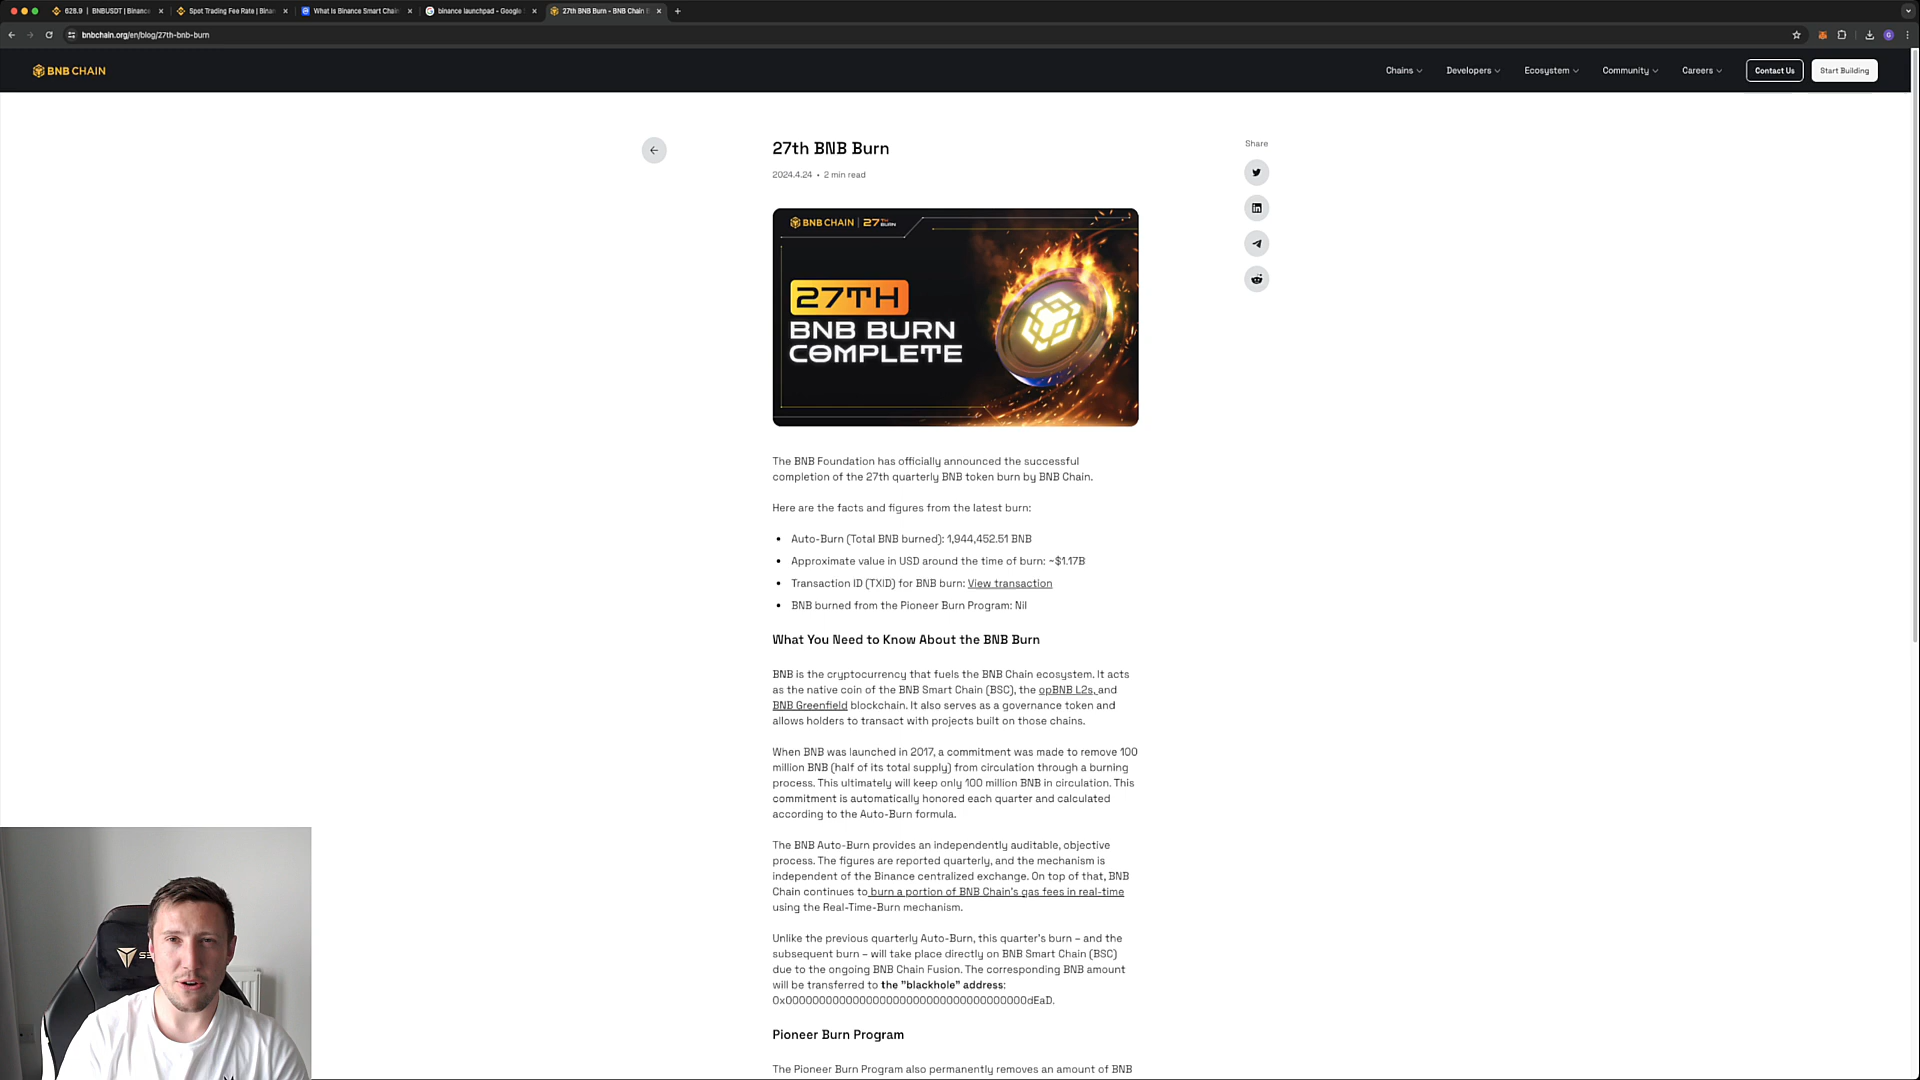 628.9 | BNBUSDT | Binance
Spot Trading Fee Rate | Binan
What Is Binance Smart Chain
binance launchpad - Google
27th BNB Burn - BNB Chain B
bnbchain.org/en/blog/27th-bnb-burn
BNB CHAIN
Chains
Developers
Ecosystem
Community
Careers
Contact Us
Start Building
27th BNB Burn
2024.4.24 • 2 min read
Share
BNB CHAIN | 27TH BURN
27TH
BNB BURN
COMPLETE
The BNB Foundation has officially announced the successful
completion of the 27th quarterly BNB token burn by BNB Chain.
Here are the facts and figures from the latest burn:
• Auto-Burn (Total BNB burned): 1,944,452.51 BNB
• Approximate value in USD around the time of burn: ~$1.17B
• Transaction ID (TXID) for BNB burn: View transaction
• BNB burned from the Pioneer Burn Program: Nil
What You Need to Know About the BNB Burn
BNB is the cryptocurrency that fuels the BNB Chain ecosystem. It acts
as the native coin of the BNB Smart Chain (BSC), the opBNB L2s, and
BNB Greenfield blockchain. It also serves as a governance token and
allows holders to transact with projects built on those chains.
When BNB was launched in 2017, a commitment was made to remove 100
million BNB (half of its total supply) from circulation through a burning
process. This ultimately will keep only 100 million BNB in circulation. This
commitment is automatically honored each quarter and calculated
according to the Auto-Burn formula.
The BNB Auto-Burn provides an independently auditable, objective
process. The figures are reported quarterly, and the mechanism is
independent of the Binance centralized exchange. On top of that, BNB
Chain continues to burn a portion of BNB Chain's gas fees in real-time
using the Real-Time-Burn mechanism.
Unlike the previous quarterly Auto-Burn, this quarter's burn – and the
subsequent burn – will take place directly on BNB Smart Chain (BSC)
due to the ongoing BNB Chain Fusion. The corresponding BNB amount
will be transferred to the "blackhole" address:
0x000000000000000000000000000000000000dEaD.
Pioneer Burn Program
The Pioneer Burn Program also permanently removes an amount of BNB